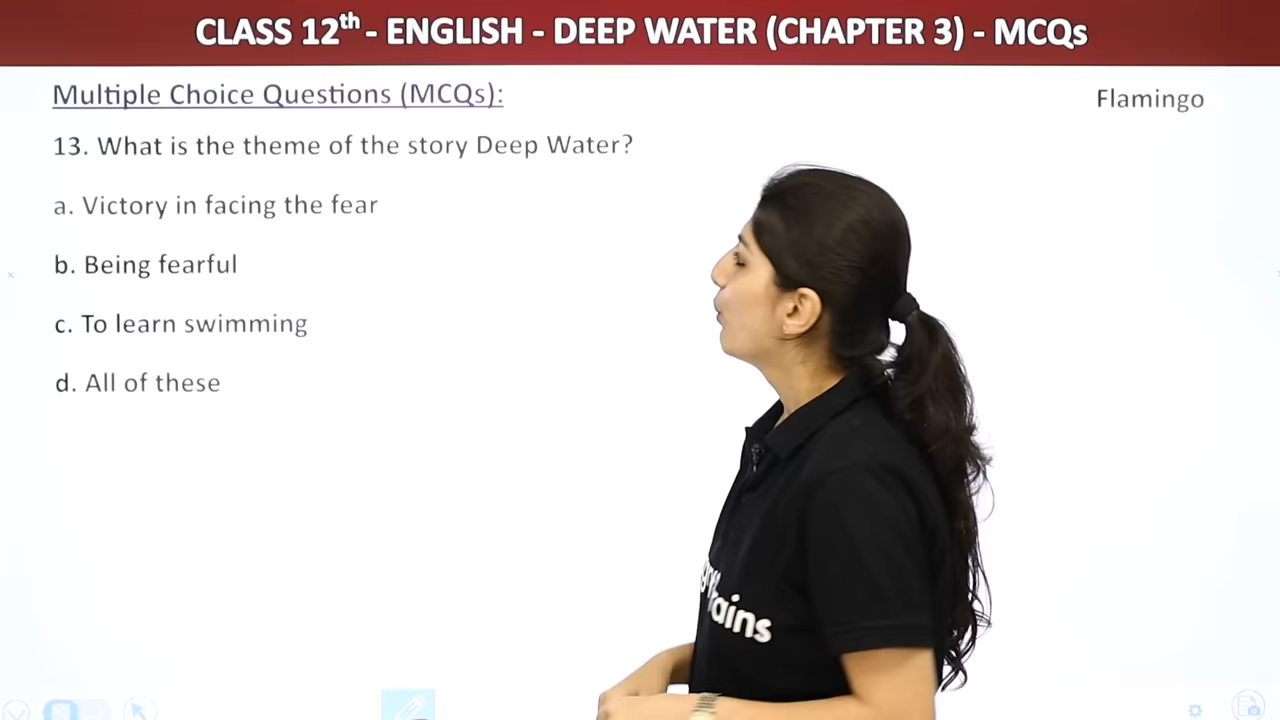 CLASS 12th - ENGLISH - DEEP WATER (CHAPTER 3) - MCQs
Multiple Choice Questions (MCQs):
Flamingo
13. What is the theme of the story Deep Water?
a. Victory in facing the fear
b. Being fearful
c. To learn swimming
d. All of these